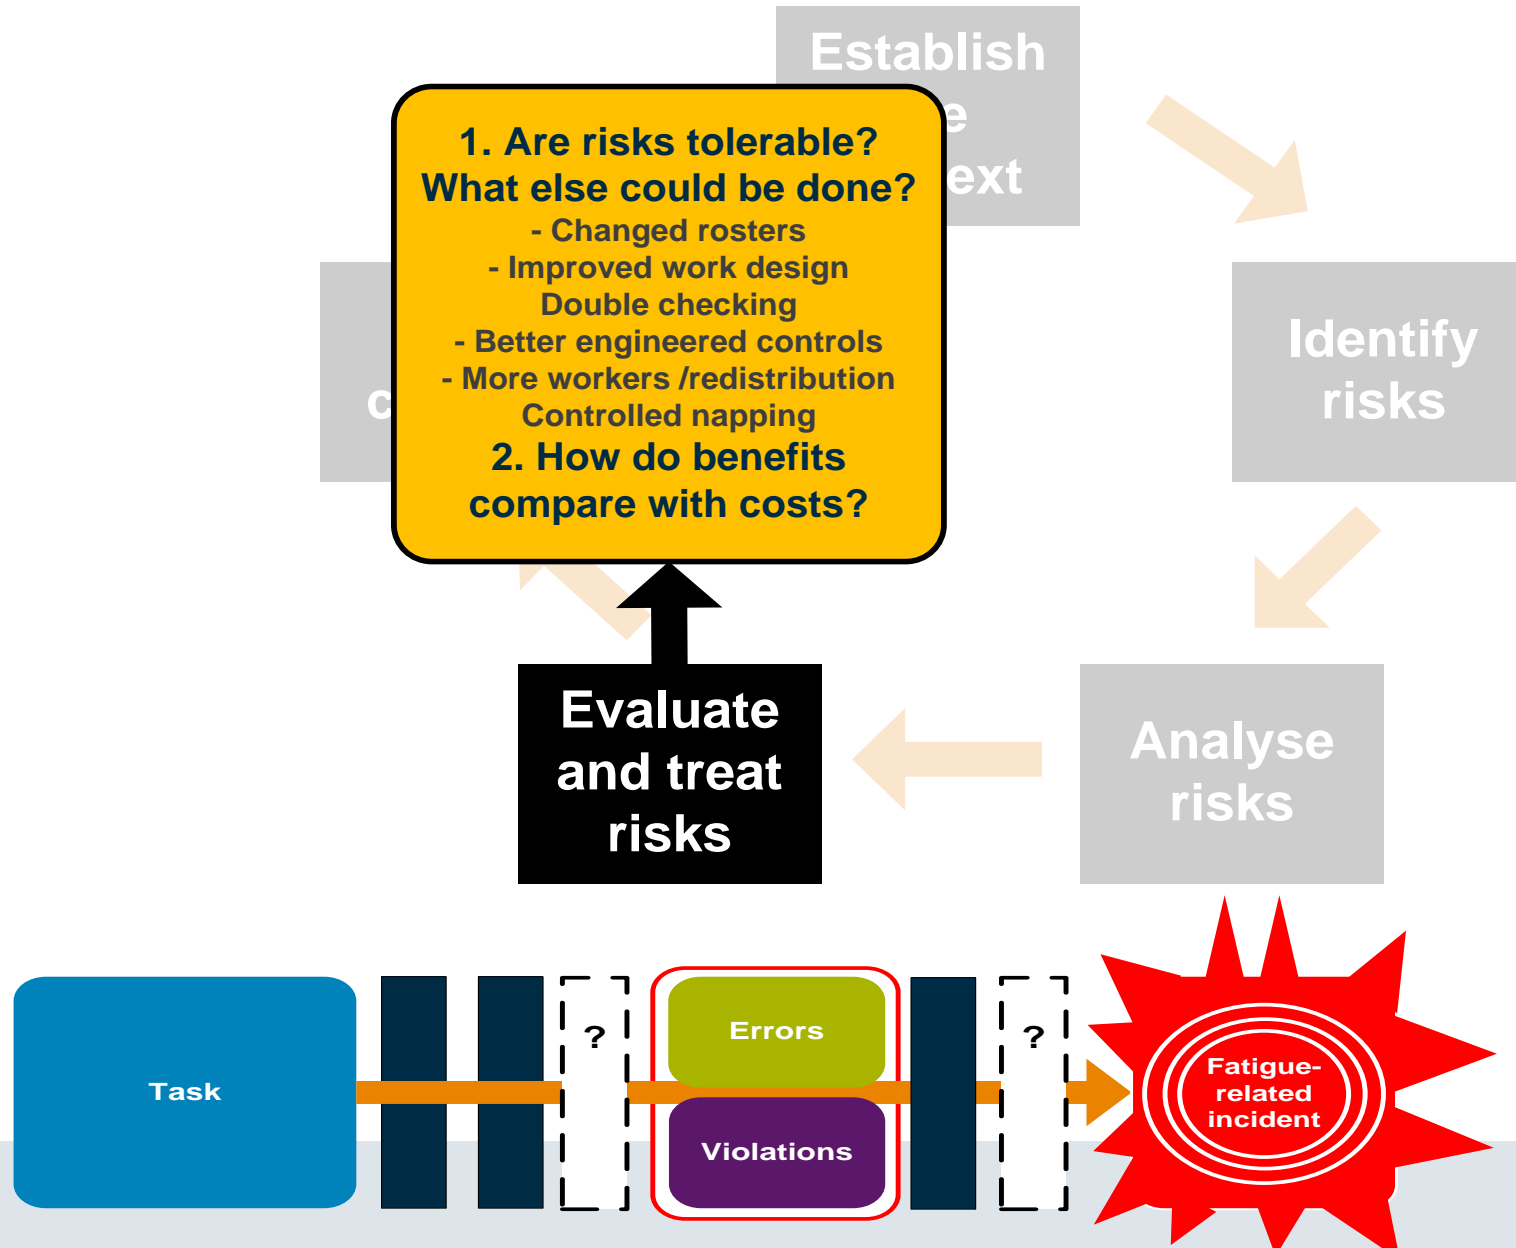 Establish
ext
1. Are risks tolerable?
What else could be done?
- Changed rosters
- Improved work design
Double checking
- Better engineered controls
- More workers /redistribution
Controlled napping
2. How do benefits
compare with costs?
Identify
risks
Evaluate
and treat
risks
Analyse
risks
Task
?
Errors
Violations
?
Fatigue-
related
incident